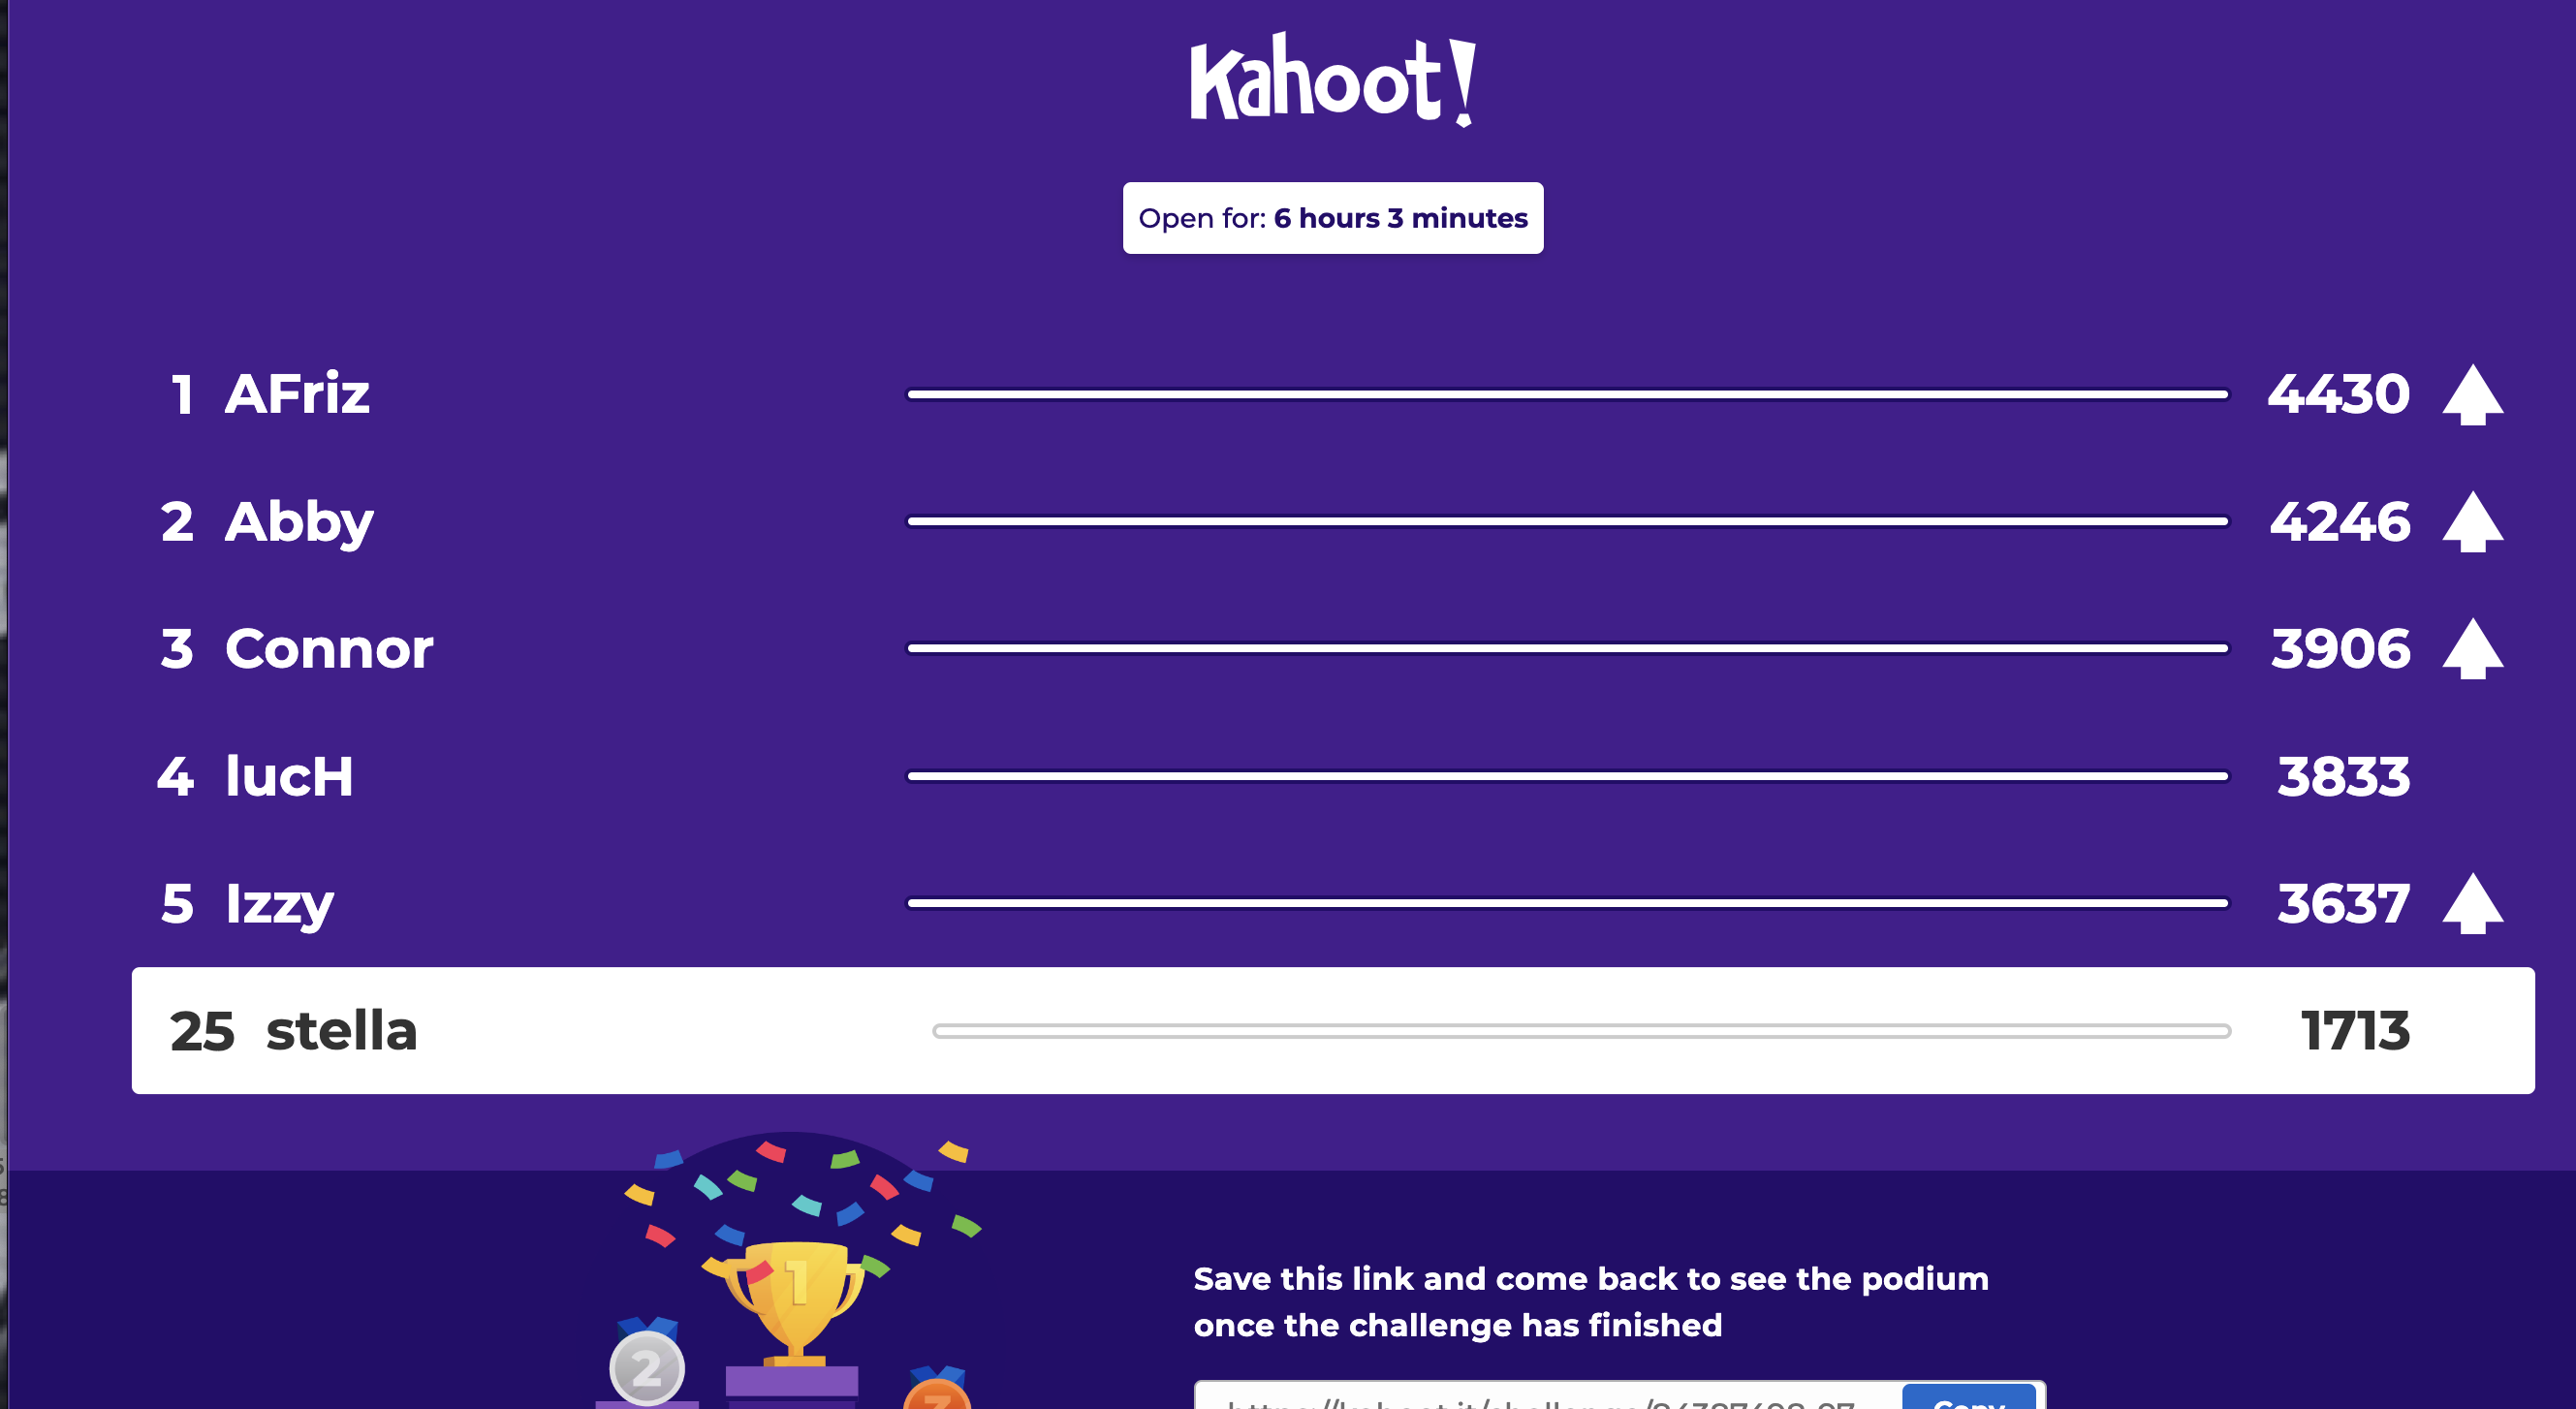 Kahoot!
Open for: 6 hours 3 minutes
1 AFriz 4430
2 Abby 4246
3 Connor 3906
4 lucH 3833
5 Izzy 3637
25 stella 1713
1
2
3
Save this link and come back to see the podium
once the challenge has finished
Copy